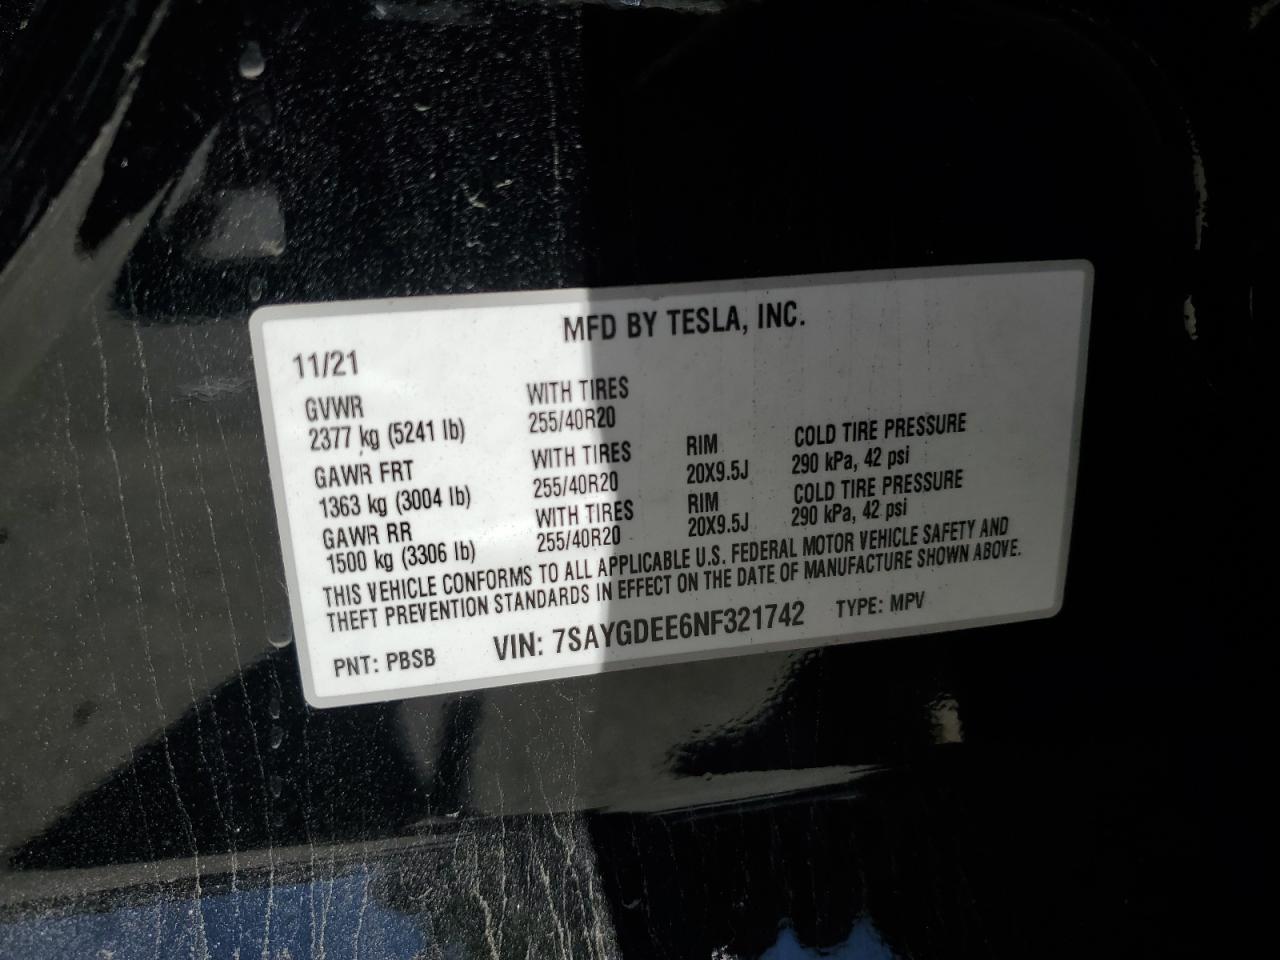 MFD BY TESLA, INC.
11/21
GVWR WITH TIRES
2377 kg (5241 lb) 255/40R20
GAWR FRT WITH TIRES RIM COLD TIRE PRESSURE
1363 kg (3004 lb) 255/40R20 20X9.5J 290 kPa, 42 psi
GAWR RR WITH TIRES RIM COLD TIRE PRESSURE
1500 kg (3306 lb) 255/40R20 20X9.5J 290 kPa, 42 psi
THIS VEHICLE CONFORMS TO ALL APPLICABLE U.S. FEDERAL MOTOR VEHICLE SAFETY AND
THEFT PREVENTION STANDARDS IN EFFECT ON THE DATE OF MANUFACTURE SHOWN ABOVE.
PNT: PBSB VIN: 7SAYGDEE6NF321742 TYPE: MPV